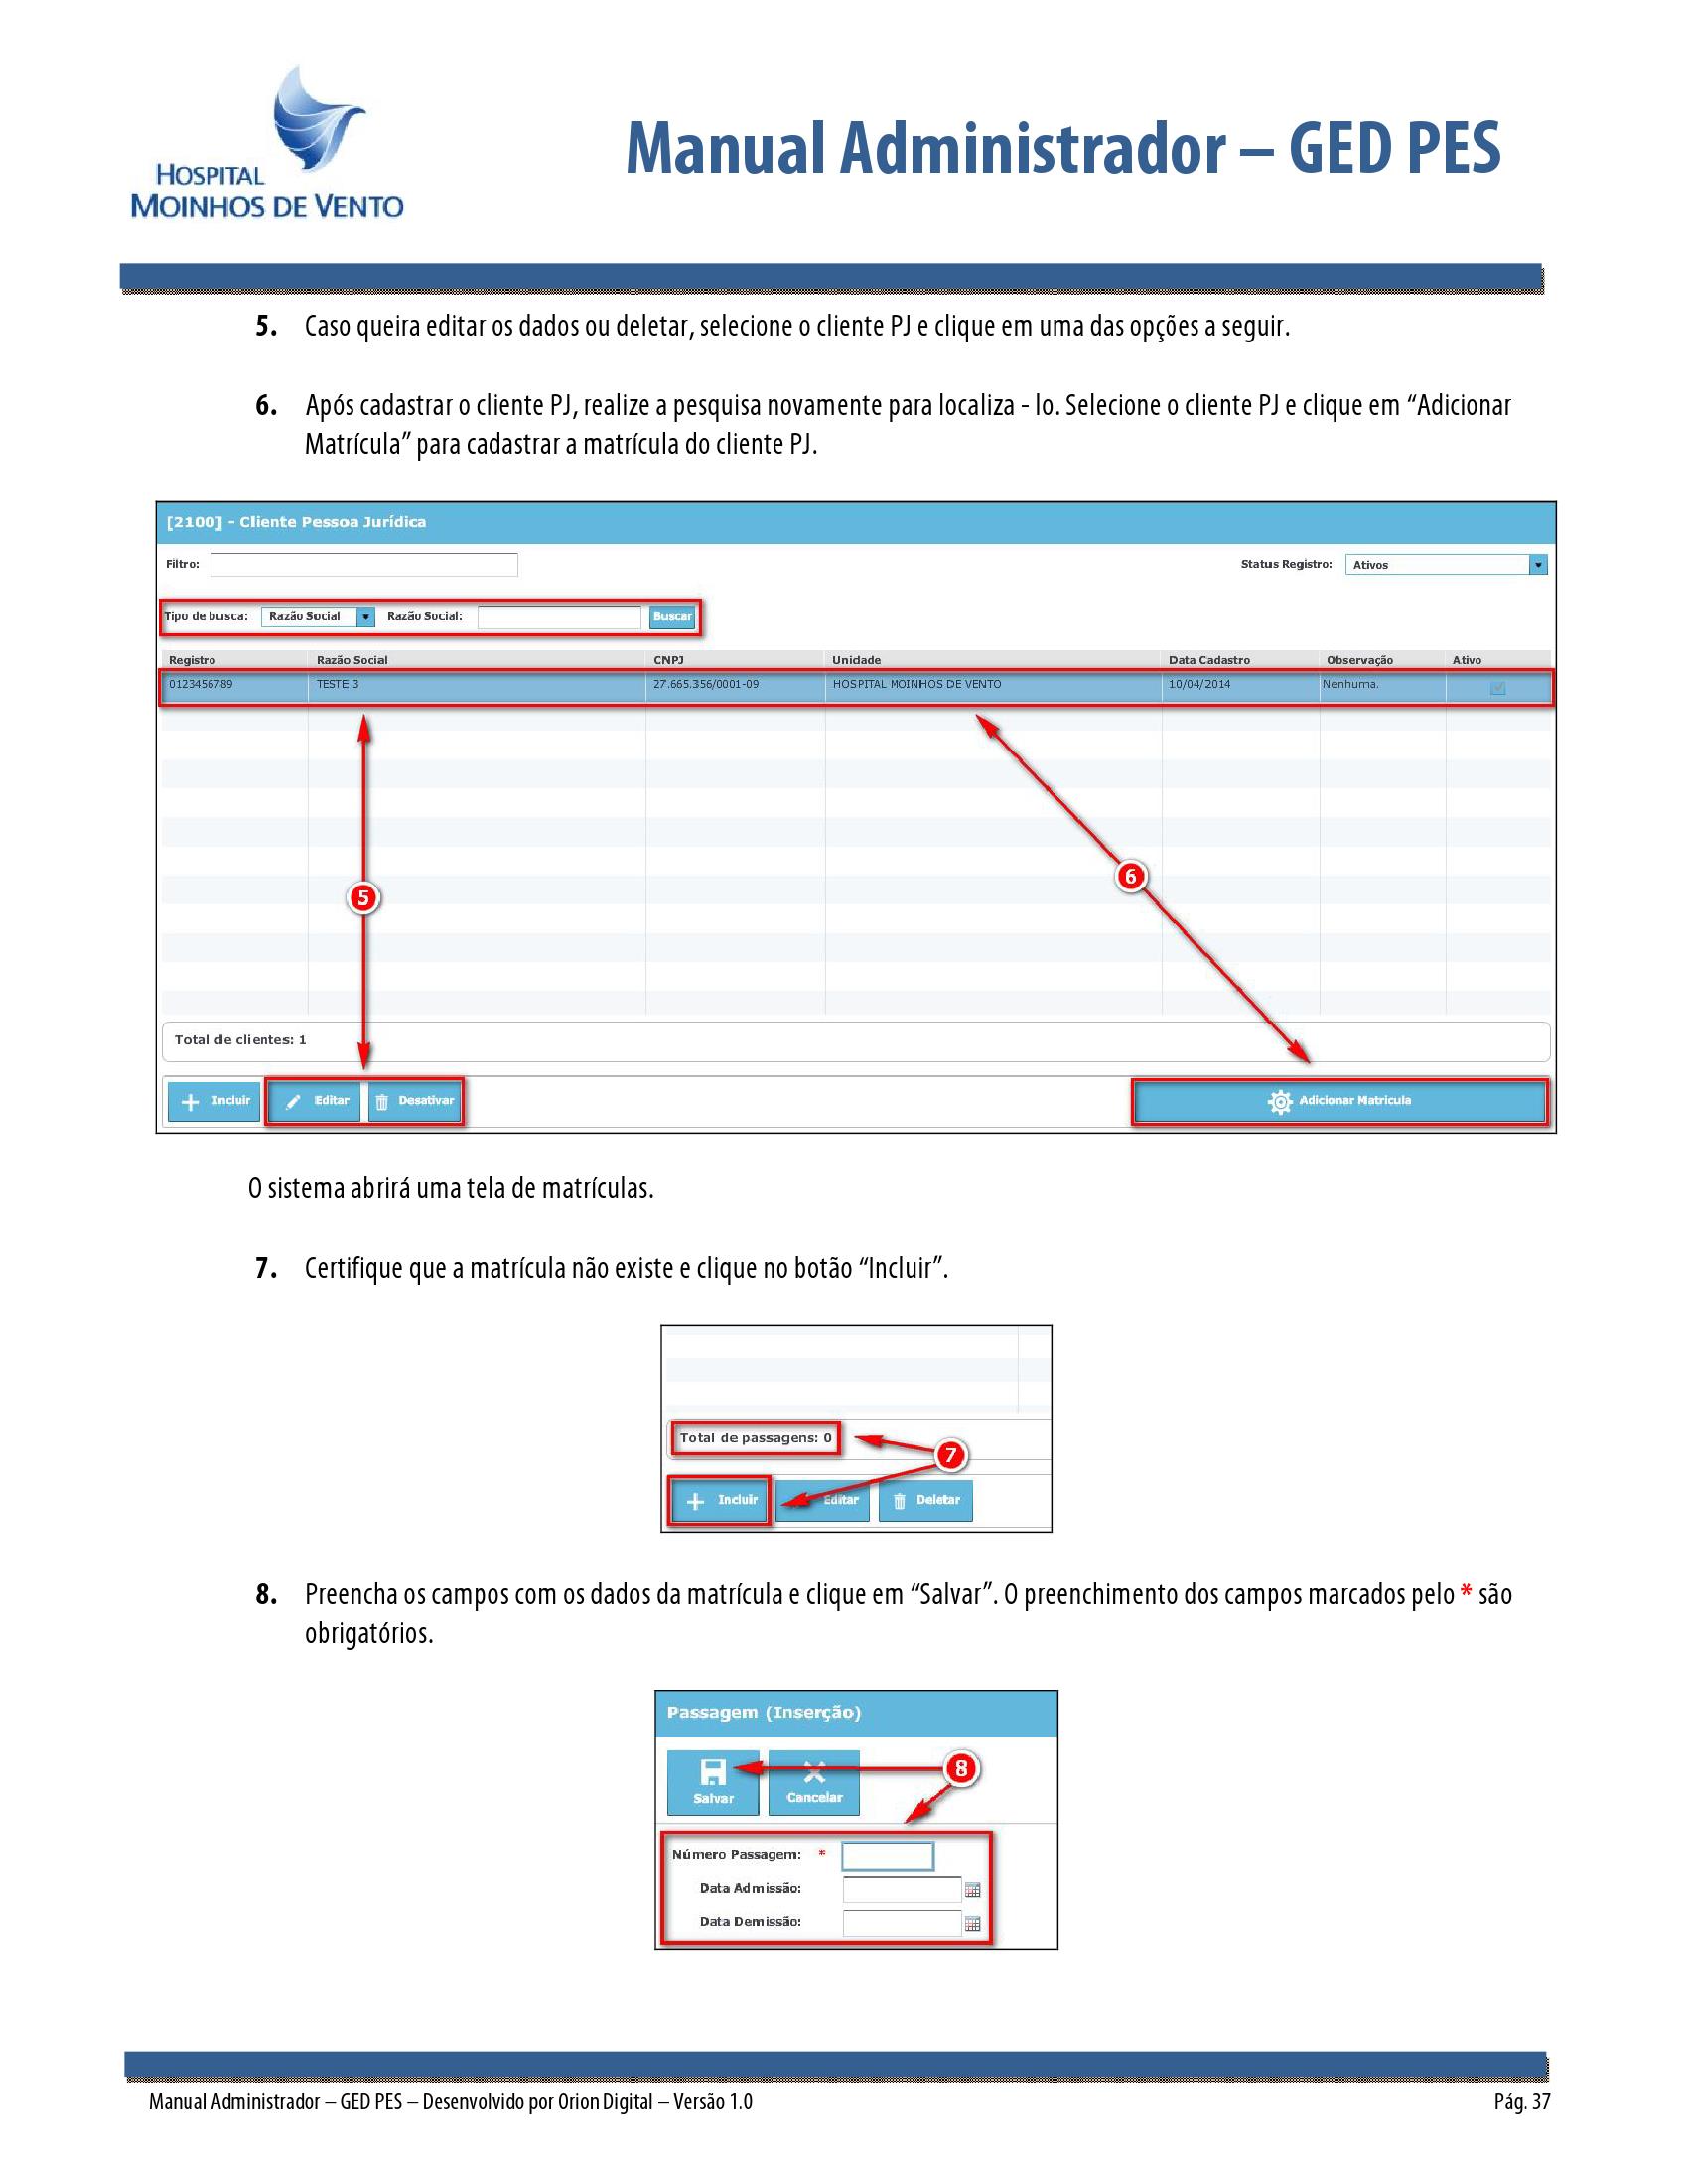 HOSPITAL
MOINHOS DE VENTO
Manual Administrador – GED PES
5. Caso queira editar os dados ou deletar, selecione o cliente PJ e clique em uma das opções a seguir.
6. Após cadastrar o cliente PJ, realize a pesquisa novamente para localiza - lo. Selecione o cliente PJ e clique em “Adicionar
Matrícula” para cadastrar a matrícula do cliente PJ.
[2100] - Cliente Pessoa Jurídica
Filtro: Status Registro: Ativos
Tipo de busca: Razão Social Razão Social: Buscar
Registro Razão Social CNPJ Unidade Data Cadastro Observação Ativo
0123456789 TESTE 3 27.665.356/0001-09 HOSPITAL MOINHOS DE VENTO 10/04/2014 Nenhuma.
6
5
Total de clientes: 1
Incluir Editar Desativar Adicionar Matricula
O sistema abrirá uma tela de matrículas.
7. Certifique que a matrícula não existe e clique no botão “Incluir”.
Total de passagens: 0
7
Incluir Editar Deletar
8. Preencha os campos com os dados da matrícula e clique em “Salvar”. O preenchimento dos campos marcados pelo * são
obrigatórios.
Passagem (Inserção)
8
Salvar Cancelar
Número Passagem: *
Data Admissão:
Data Demissão:
Manual Administrador – GED PES – Desenvolvido por Orion Digital – Versão 1.0 Pág. 37